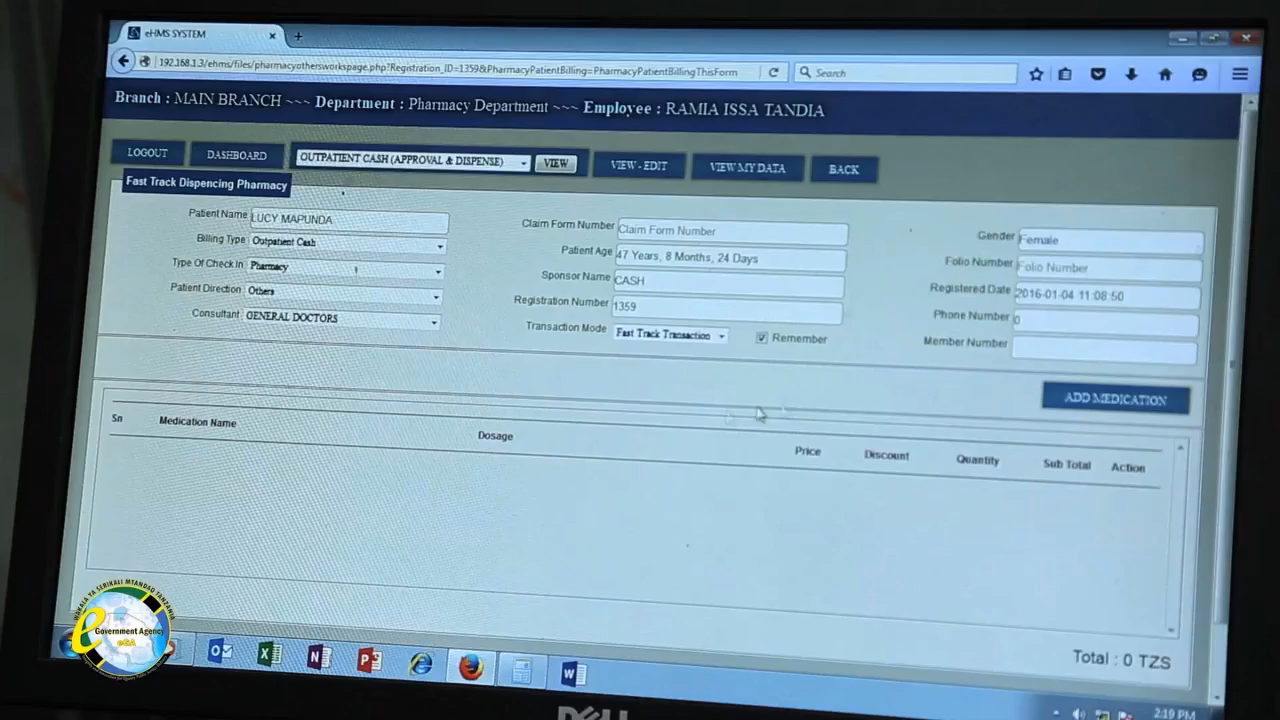 eHMS SYSTEM
192.168.1.3/ehms/files/pharmacyothersworkspage.php?Registration_ID=1359&PharmacyPatientBilling=PharmacyPatientBillingThisForm
Search
Branch : MAIN BRANCH ~~~ Department : Pharmacy Department ~~~ Employee : RAMIA ISSA TANDIA
LOGOUT DASHBOARD OUTPATIENT CASH (APPROVAL & DISPENSE) VIEW VIEW - EDIT VIEW MY DATA BACK
Fast Track Dispencing Pharmacy
Patient Name LUCY MAPUNDA Claim Form Number Claim Form Number Gender Female
Billing Type Outpatient Cash Patient Age 47 Years, 8 Months, 24 Days Folio Number Folio Number
Type Of Check In Pharmacy Sponsor Name CASH Registered Date 2016-01-04 11:08:50
Patient Direction Others Registration Number 1359 Phone Number 0
Consultant GENERAL DOCTORS Transaction Mode Fast Track Transaction Remember Member Number
ADD MEDICATION
Sn Medication Name Dosage Price Discount Quantity Sub Total Action
Total : 0 TZS
WAKALA YA SERIKALI MTANDAO TANZANIA
e Government Agency
eGA
2:19 PM
DELL